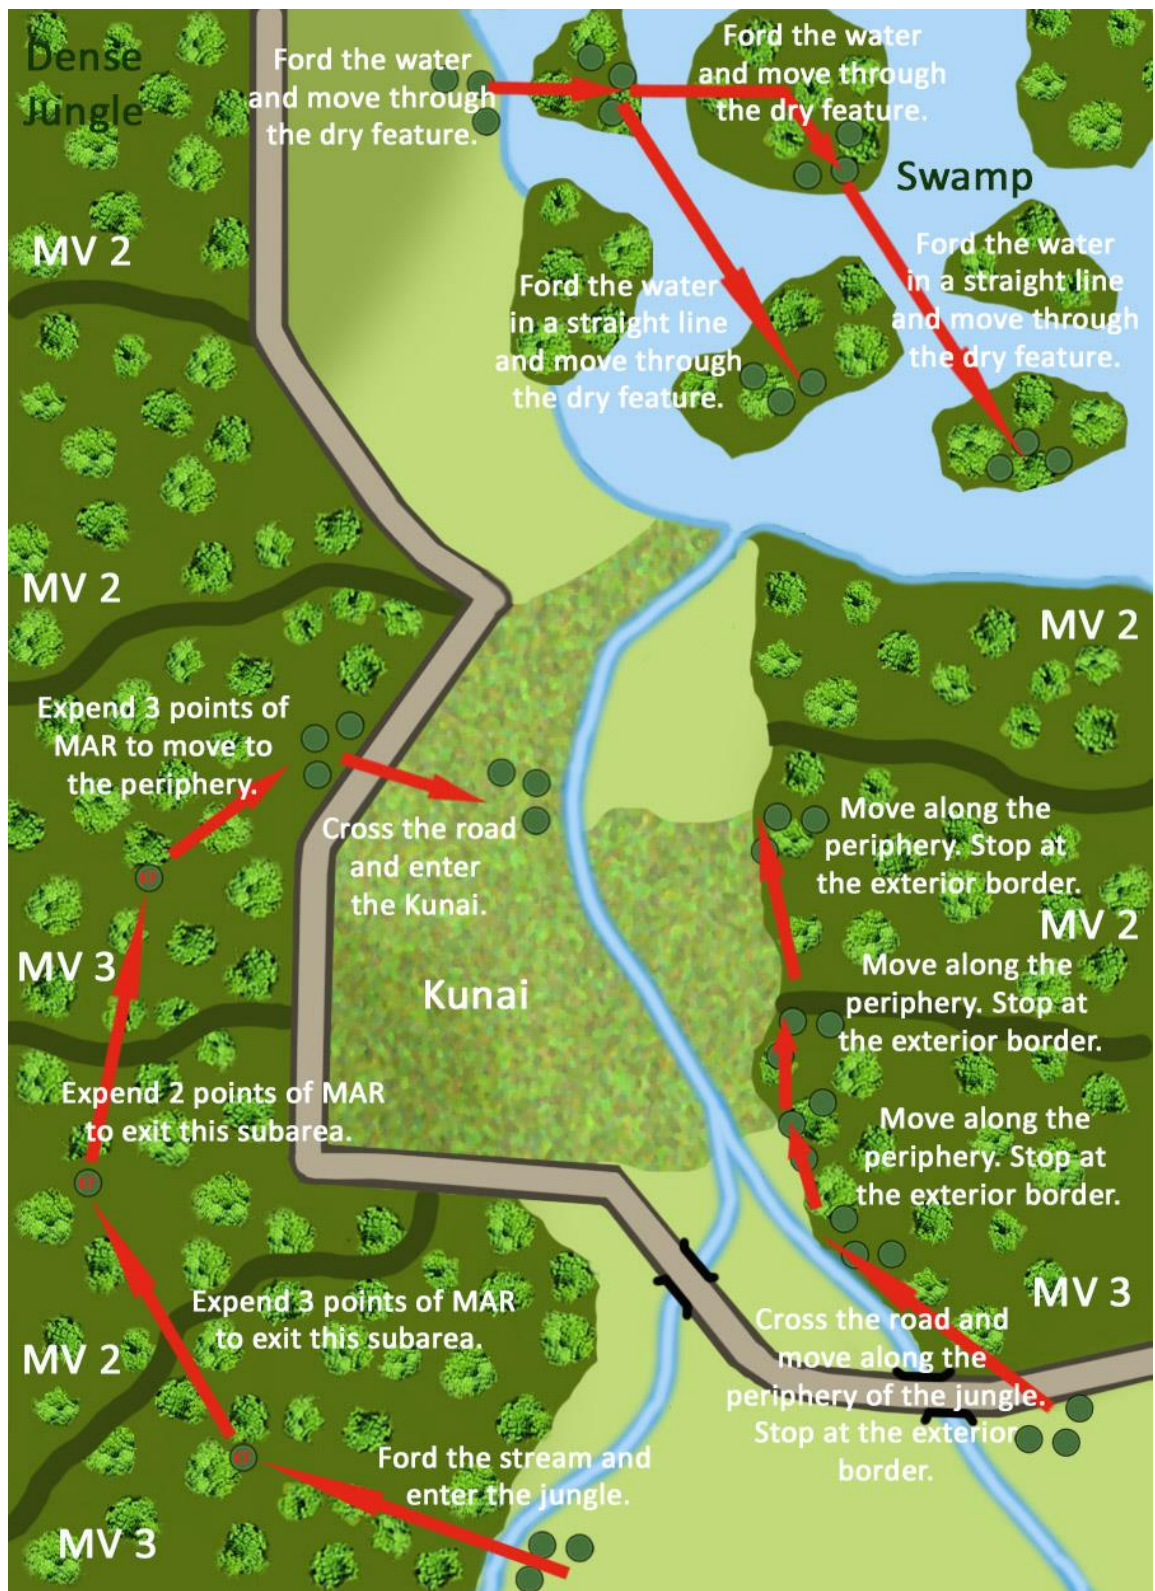 Dense
Jungle
Ford the water
and move through
the dry feature.
Ford the water
and move through
the dry feature.
Swamp
MV 2
Ford the water
in a straight line
and move through
the dry feature.
Ford the water
in a straight line
and move through
the dry feature.
MV 2
MV 2
Expend 3 points of
MAR to move to
the periphery.
Cross the road
and enter
the Kunai.
Move along the
periphery. Stop at
the exterior border.
MV 2
MV 3
Kunai
Move along the
periphery. Stop at
the exterior border.
Expend 2 points of MAR
to exit this subarea.
Move along the
periphery. Stop at
the exterior border.
MV 3
Expend 3 points of MAR
to exit this subarea.
MV 2
Cross the road and
move along the
periphery of the jungle.
Stop at the exterior
border.
Ford the stream and
enter the jungle.
MV 3